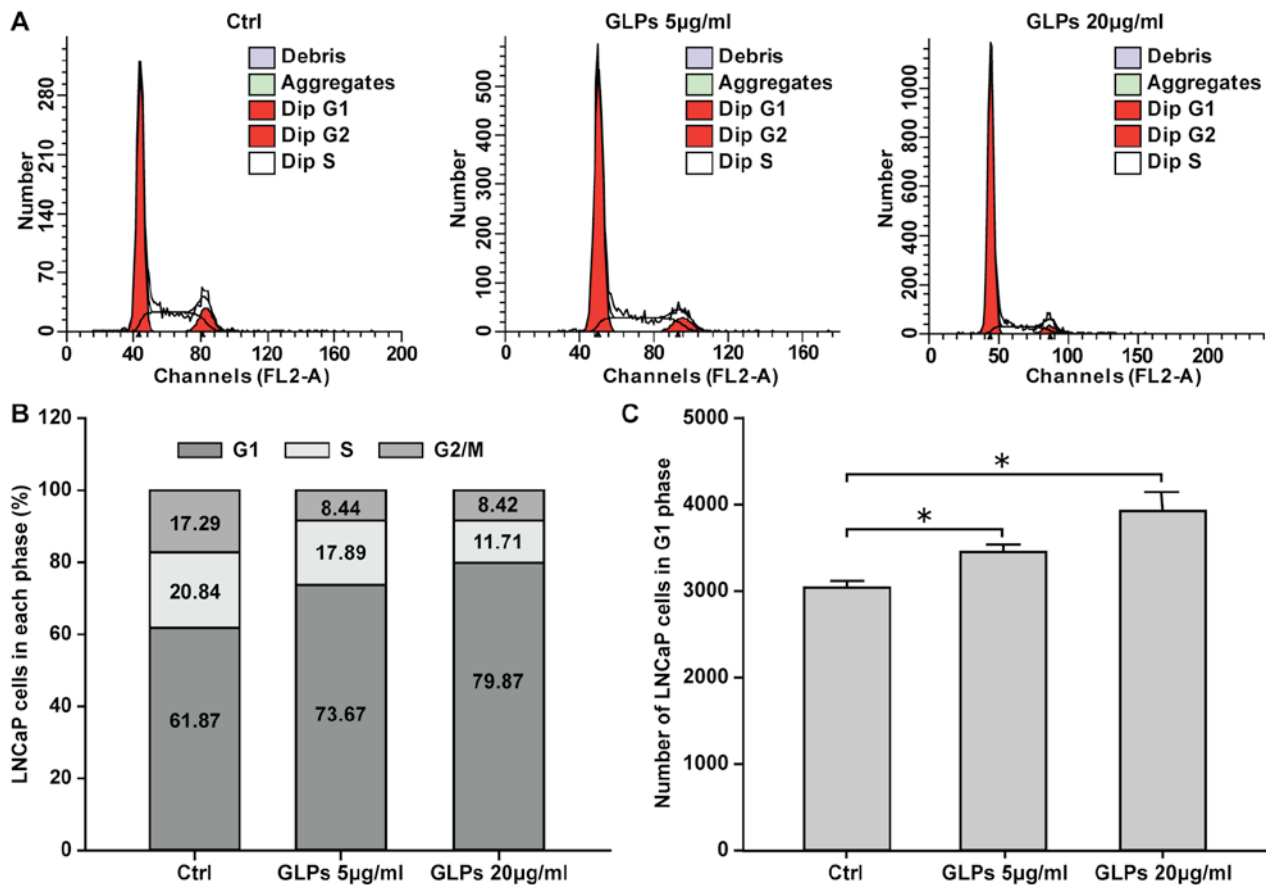 A
Ctrl
Debris
Aggregates
Dip G1
Dip G2
Dip S
Number
0 70 140 210 280
0 40 80 120 160 200
Channels (FL2-A)
GLPs 5µg/ml
Debris
Aggregates
Dip G1
Dip G2
Dip S
Number
0 100 200 300 400 500
0 40 80 120 160
Channels (FL2-A)
GLPs 20µg/ml
Debris
Aggregates
Dip G1
Dip G2
Dip S
Number
0 200 400 600 800 1000
0 50 100 150 200
Channels (FL2-A)
B
LNCaP cells in each phase (%)
120
100
80
60
40
20
0
G1 S G2/M
17.29 8.44 8.42
20.84 17.89 11.71
61.87 73.67 79.87
Ctrl GLPs 5µg/ml GLPs 20µg/ml
C
Number of LNCaP cells in G1 phase
5000
4000
3000
2000
1000
0
*
*
Ctrl GLPs 5µg/ml GLPs 20µg/ml